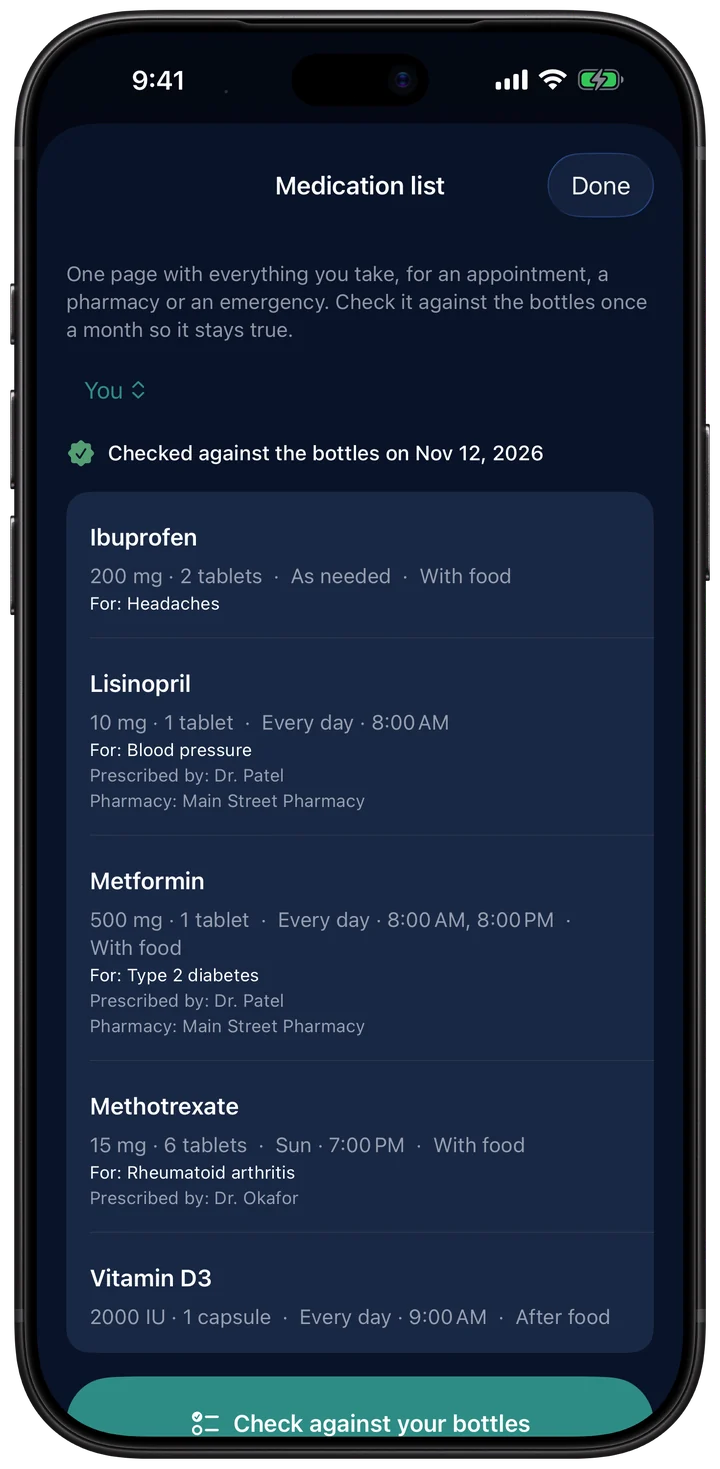 9:41
Medication list
Done
One page with everything you take, for an appointment, a
pharmacy or an emergency. Check it against the bottles once
a month so it stays true.
You
Checked against the bottles on Nov 12, 2026
Ibuprofen
200 mg · 2 tablets · As needed · With food
For: Headaches
Lisinopril
10 mg · 1 tablet · Every day · 8:00 AM
For: Blood pressure
Prescribed by: Dr. Patel
Pharmacy: Main Street Pharmacy
Metformin
500 mg · 1 tablet · Every day · 8:00 AM, 8:00 PM ·
With food
For: Type 2 diabetes
Prescribed by: Dr. Patel
Pharmacy: Main Street Pharmacy
Methotrexate
15 mg · 6 tablets · Sun · 7:00 PM · With food
For: Rheumatoid arthritis
Prescribed by: Dr. Okafor
Vitamin D3
2000 IU · 1 capsule · Every day · 9:00 AM · After food
Check against your bottles